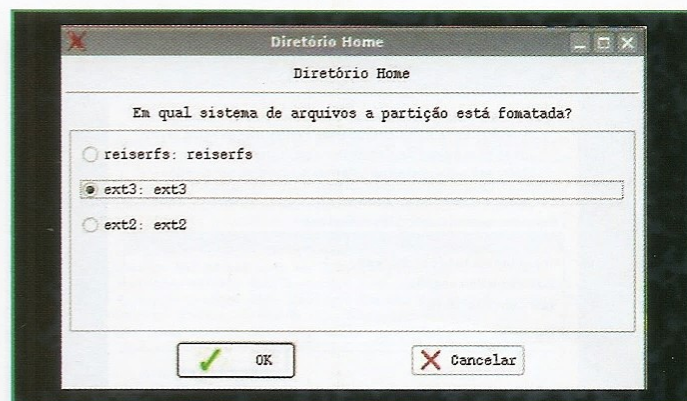 Diretório Home
Diretório Home
Em qual sistema de arquivos a partição está fomatada?
reiserfs: reiserfs
ext3: ext3
ext2: ext2
OK
Cancelar